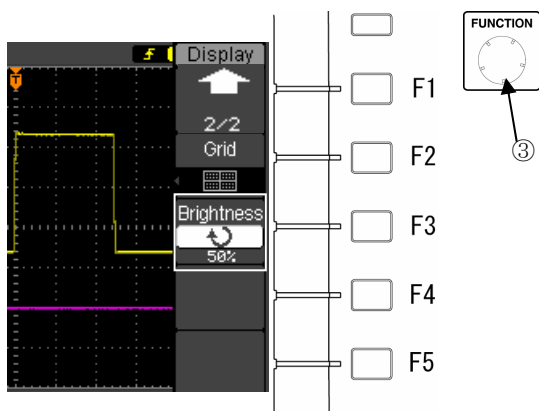 Display
T
2/2
Grid
Brightness
50%
F1
F2
F3
F4
F5
FUNCTION
③